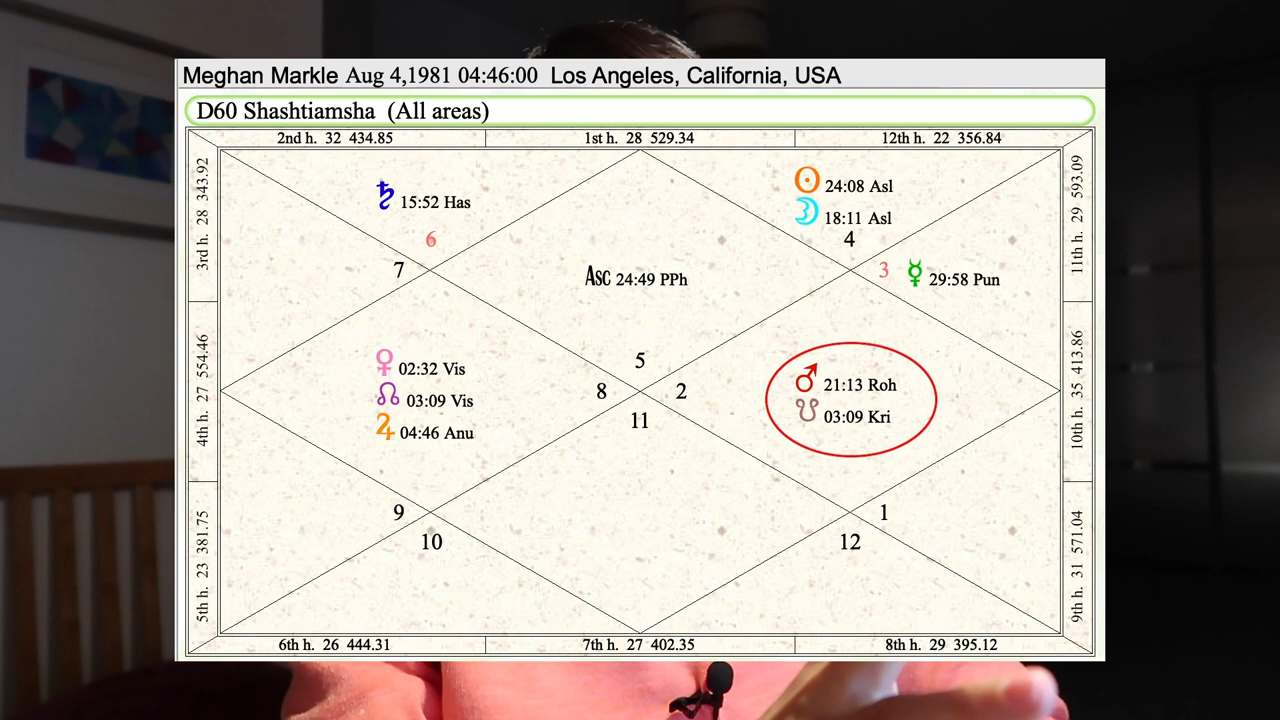 Meghan Markle Aug 4,1981 04:46:00 Los Angeles, California, USA
D60 Shashtiamsha (All areas)
2nd h. 32 434.85
1st h. 28 529.34
12th h. 22 356.84
3rd h. 28 343.92
11th h. 29 593.09
15:52 Has
6
7
24:08 Asl
18:11 Asl
4
3
29:58 Pun
Asc 24:49 PPh
4th h. 27 554.46
10th h. 35 413.86
02:32 Vis
03:09 Vis
04:46 Anu
5
8
2
11
21:13 Roh
03:09 Kri
5th h. 23 381.75
9th h. 31 571.04
9
10
1
12
6th h. 26 444.31
7th h. 27 402.35
8th h. 29 395.12